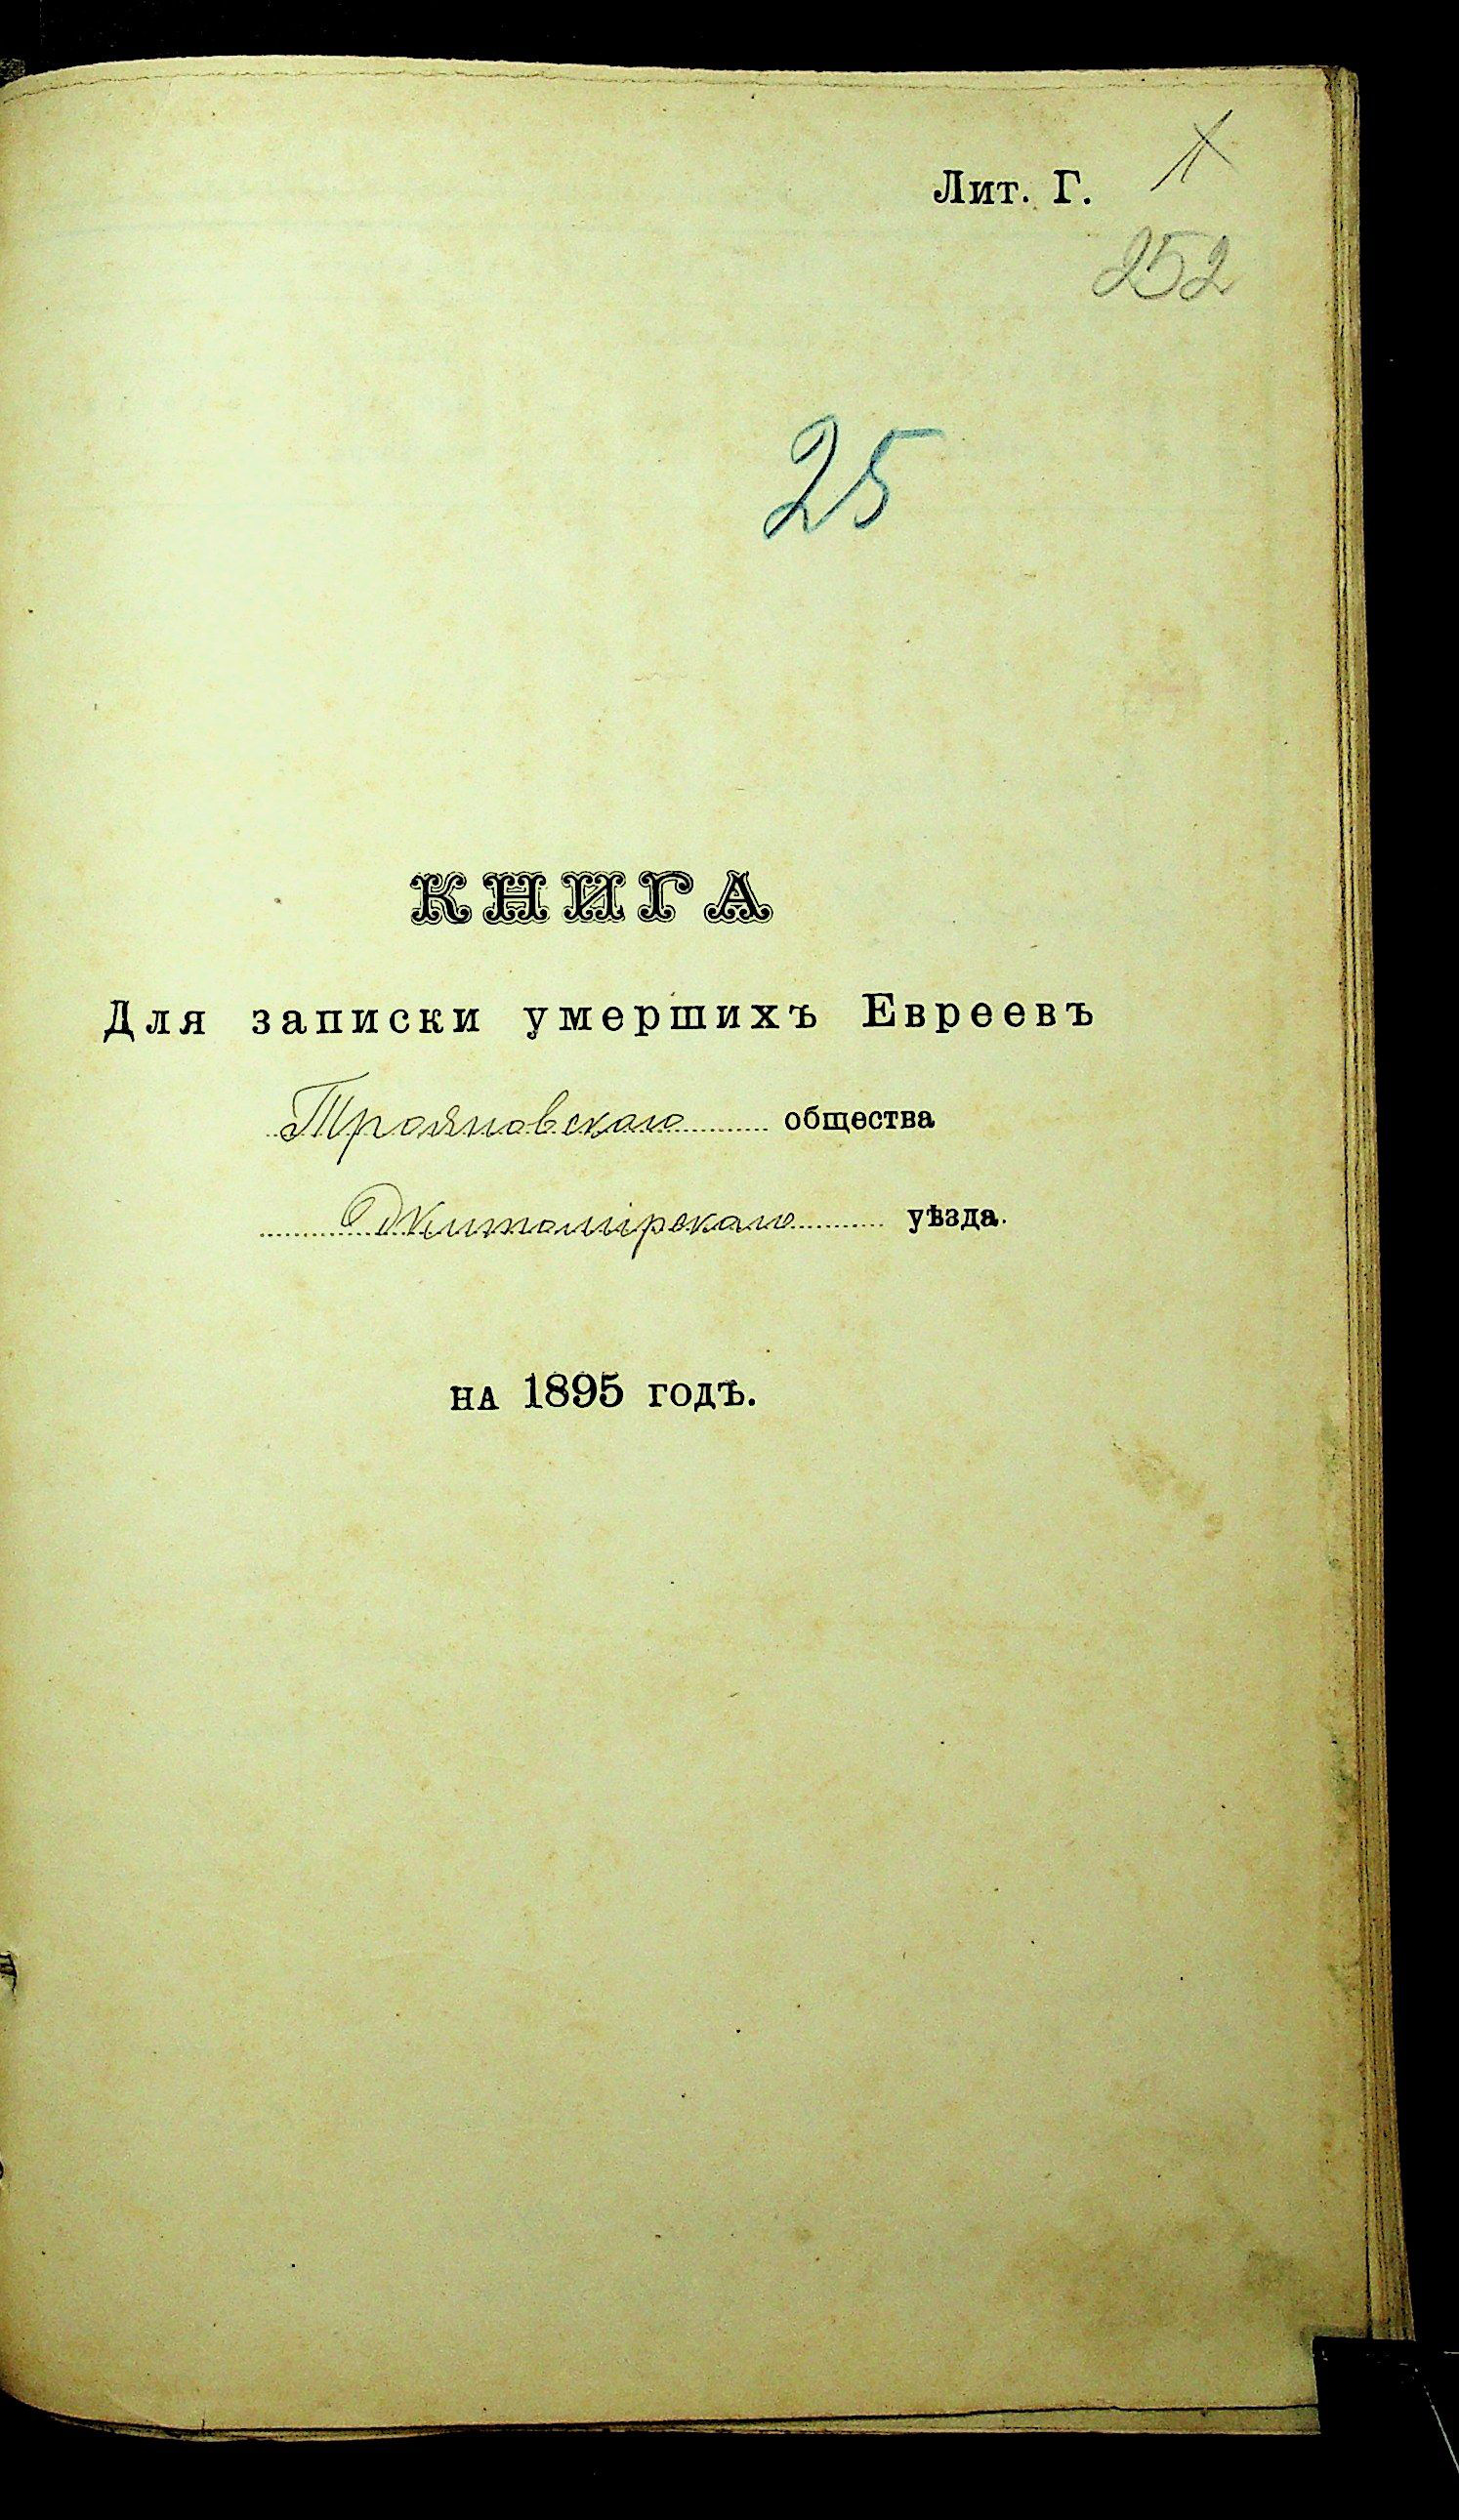 Лит. Г.
252
25
КНИГА
Для записки умершихъ Евреевъ
Трояновскаго общества
Житомірскаго уѣзда.
на 1895 годъ.